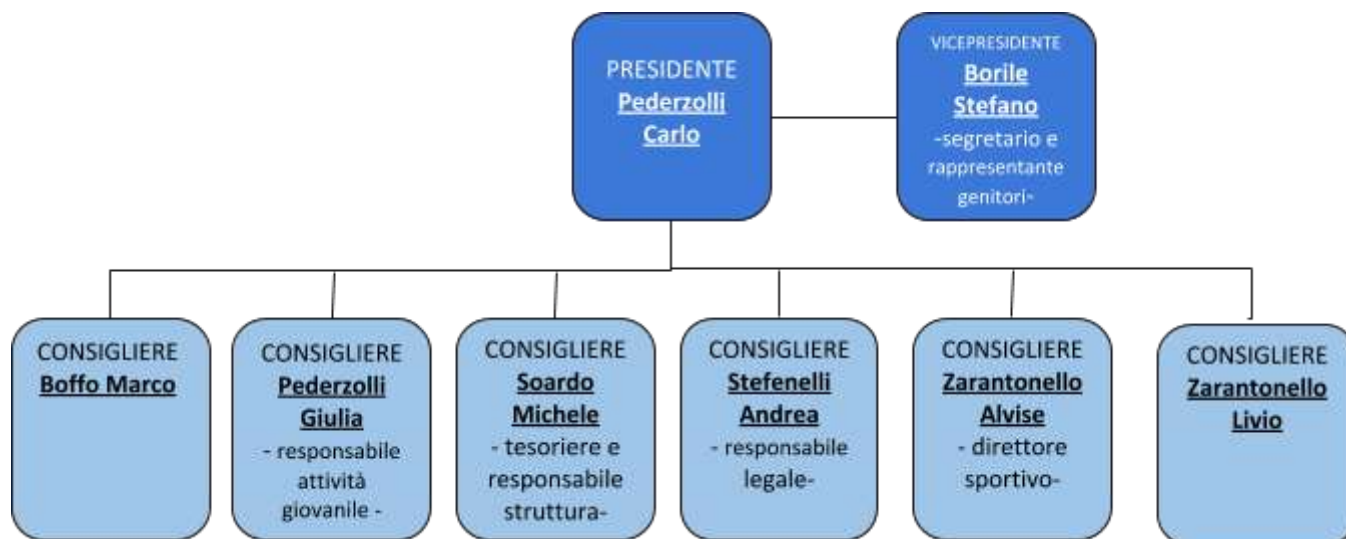 PRESIDENTE
Pederzolli
Carlo
VICEPRESIDENTE
Borile
Stefano
-segretario e
rappresentante
genitori-
CONSIGLIERE
Boffo Marco
CONSIGLIERE
Pederzolli
Giulia
- responsabile
attività
giovanile -
CONSIGLIERE
Soardo
Michele
- tesoriere e
responsabile
struttura-
CONSIGLIERE
Stefenelli
Andrea
- responsabile
legale-
CONSIGLIERE
Zarantonello
Alvise
- direttore
sportivo-
CONSIGLIERE
Zarantonello
Livio